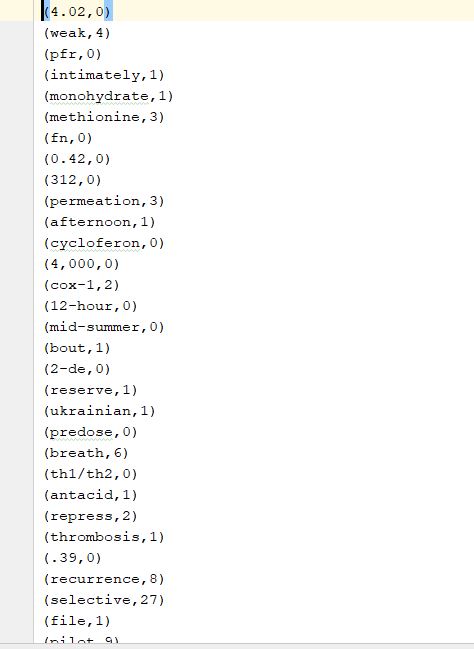 (4.02,0)
(weak,4)
(pfr,0)
(intimately,1)
(monohydrate,1)
(methionine,3)
(fn,0)
(0.42,0)
(312,0)
(permeation,3)
(afternoon,1)
(cycloferon,0)
(4,000,0)
(cox-1,2)
(12-hour,0)
(mid-summer,0)
(bout,1)
(2-de,0)
(reserve,1)
(ukrainian,1)
(predose,0)
(breath,6)
(th1/th2,0)
(antacid,1)
(repress,2)
(thrombosis,1)
(.39,0)
(recurrence,8)
(selective,27)
(file,1)
(pilot,9)